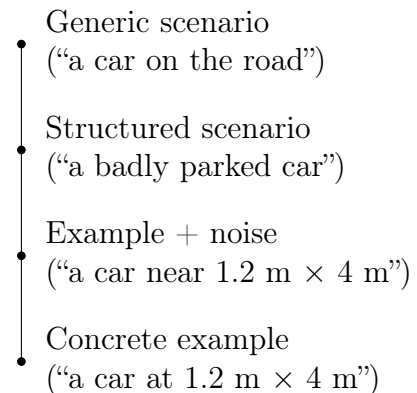 Generic scenario
(“a car on the road”)
Structured scenario
(“a badly parked car”)
Example + noise
(“a car near 1.2 m × 4 m”)
Concrete example
(“a car at 1.2 m × 4 m”)